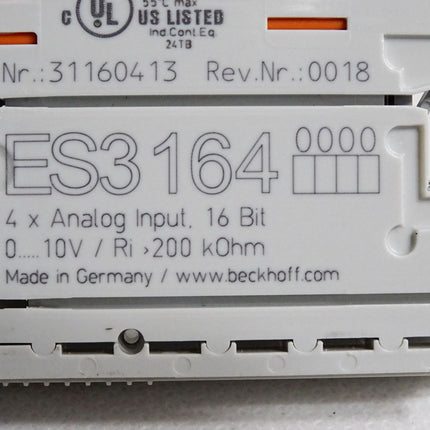 55°C max
c UL US LISTED
Ind.Cont.Eq.
24TB
Nr.:31160413 Rev.Nr.:0018
ES3164 0000
4 x Analog Input, 16 Bit
0.....10V / Ri >200 kOhm
Made in Germany / www.beckhoff.com